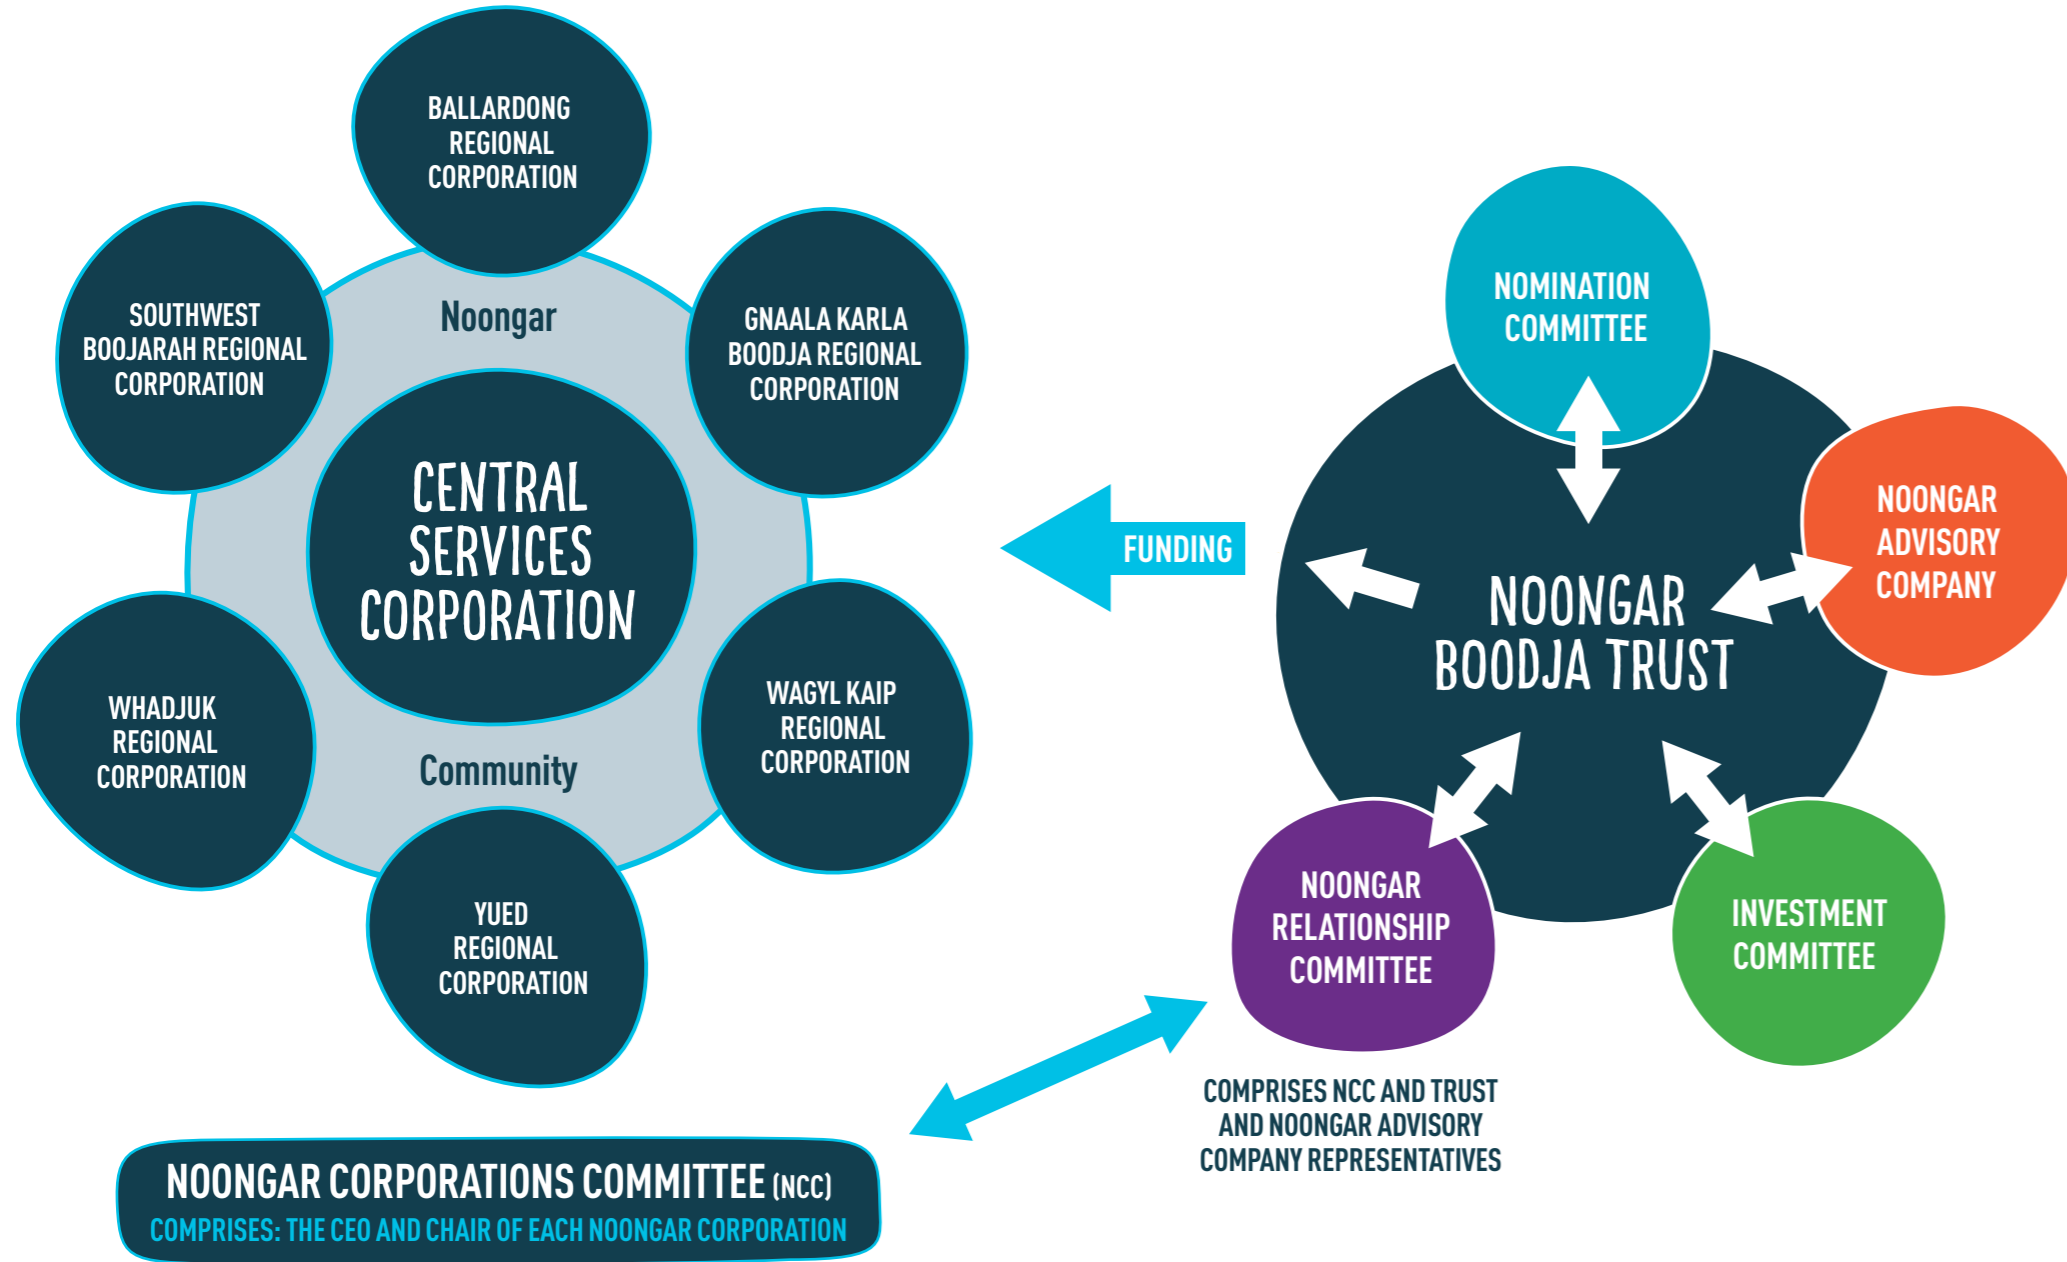 BALLARDONG
REGIONAL
CORPORATION
SOUTHWEST
BOOJARAH REGIONAL
CORPORATION
Noongar
GNAALA KARLA
BOODJA REGIONAL
CORPORATION
CENTRAL
SERVICES
CORPORATION
WHADJUK
REGIONAL
CORPORATION
Community
WAGYL KAIP
REGIONAL
CORPORATION
YUED
REGIONAL
CORPORATION
FUNDING
NOMINATION
COMMITTEE
NOONGAR
ADVISORY
COMPANY
NOONGAR
BOODJA TRUST
NOONGAR
RELATIONSHIP
COMMITTEE
INVESTMENT
COMMITTEE
COMPRISES NCC AND TRUST
AND NOONGAR ADVISORY
COMPANY REPRESENTATIVES
NOONGAR CORPORATIONS COMMITTEE (NCC)
COMPRISES: THE CEO AND CHAIR OF EACH NOONGAR CORPORATION